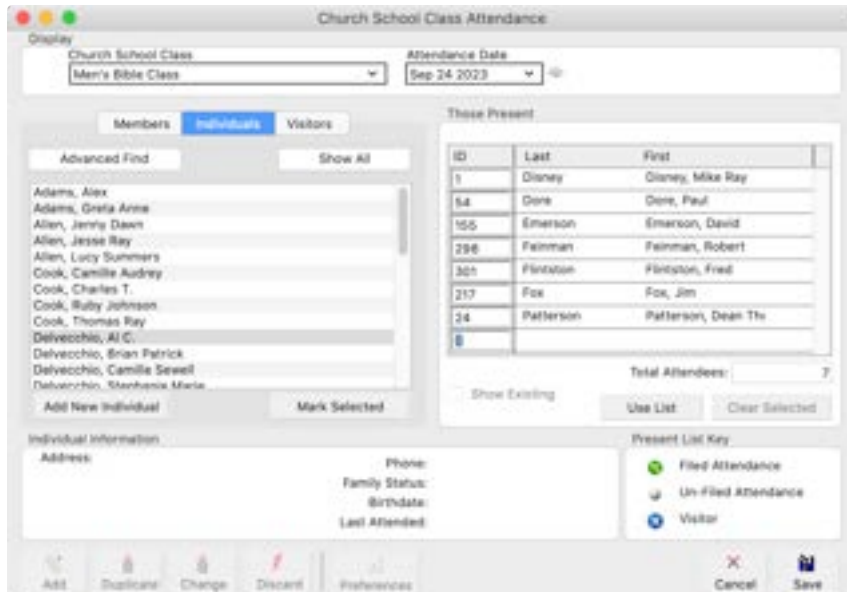 Church School Class Attendance
Display
Church School Class
Attendance Date
Men's Bible Class
Sep 24 2023
Members Individuals Visitors
Those Present
Advanced Find Show All
ID Last First
1 Disney Disney, Mike Ray
54 Dore Dore, Paul
155 Emerson Emerson, David
298 Feinman Feinman, Robert
301 Flintston Flintston, Fred
217 Fox Fox, Jim
24 Patterson Patterson, Dean Tho
Adams, Alex
Adams, Greta Anne
Allen, Jenny Dawn
Allen, Jesse Ray
Allen, Lucy Summers
Cook, Camille Audrey
Cook, Charles T.
Cook, Ruby Johnson
Cook, Thomas Ray
Delvecchio, Al C.
Delvecchio, Brian Patrick
Delvecchio, Camille Sewell
Delvecchio, Stephanie Marie
Total Attendees: 7
Show Existing
Add New Individual Mark Selected
Use List Clear Selected
Individual Information
Address:
Phone:
Family Status:
Birthdate:
Last Attended:
Present List Key
Filed Attendance
Un-Filed Attendance
Visitor
Add Duplicate Change Discard Preferences
Cancel Save